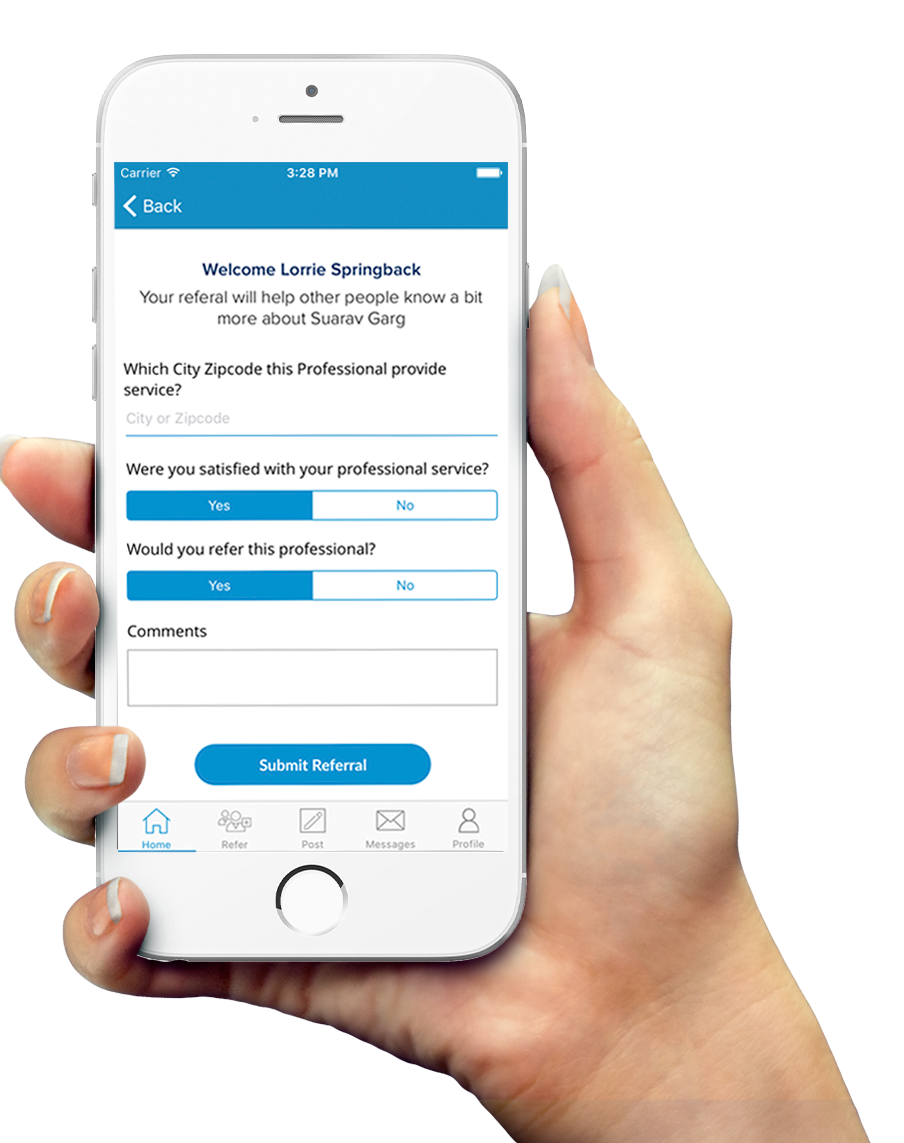 Carrier 3:28 PM
Back
Welcome Lorrie Springback
Your referal will help other people know a bit
more about Suarav Garg
Which City Zipcode this Professional provide
service?
City or Zipcode
Were you satisfied with your professional service?
Yes No
Would you refer this professional?
Yes No
Comments
Submit Referral
Home Refer Post Messages Profile